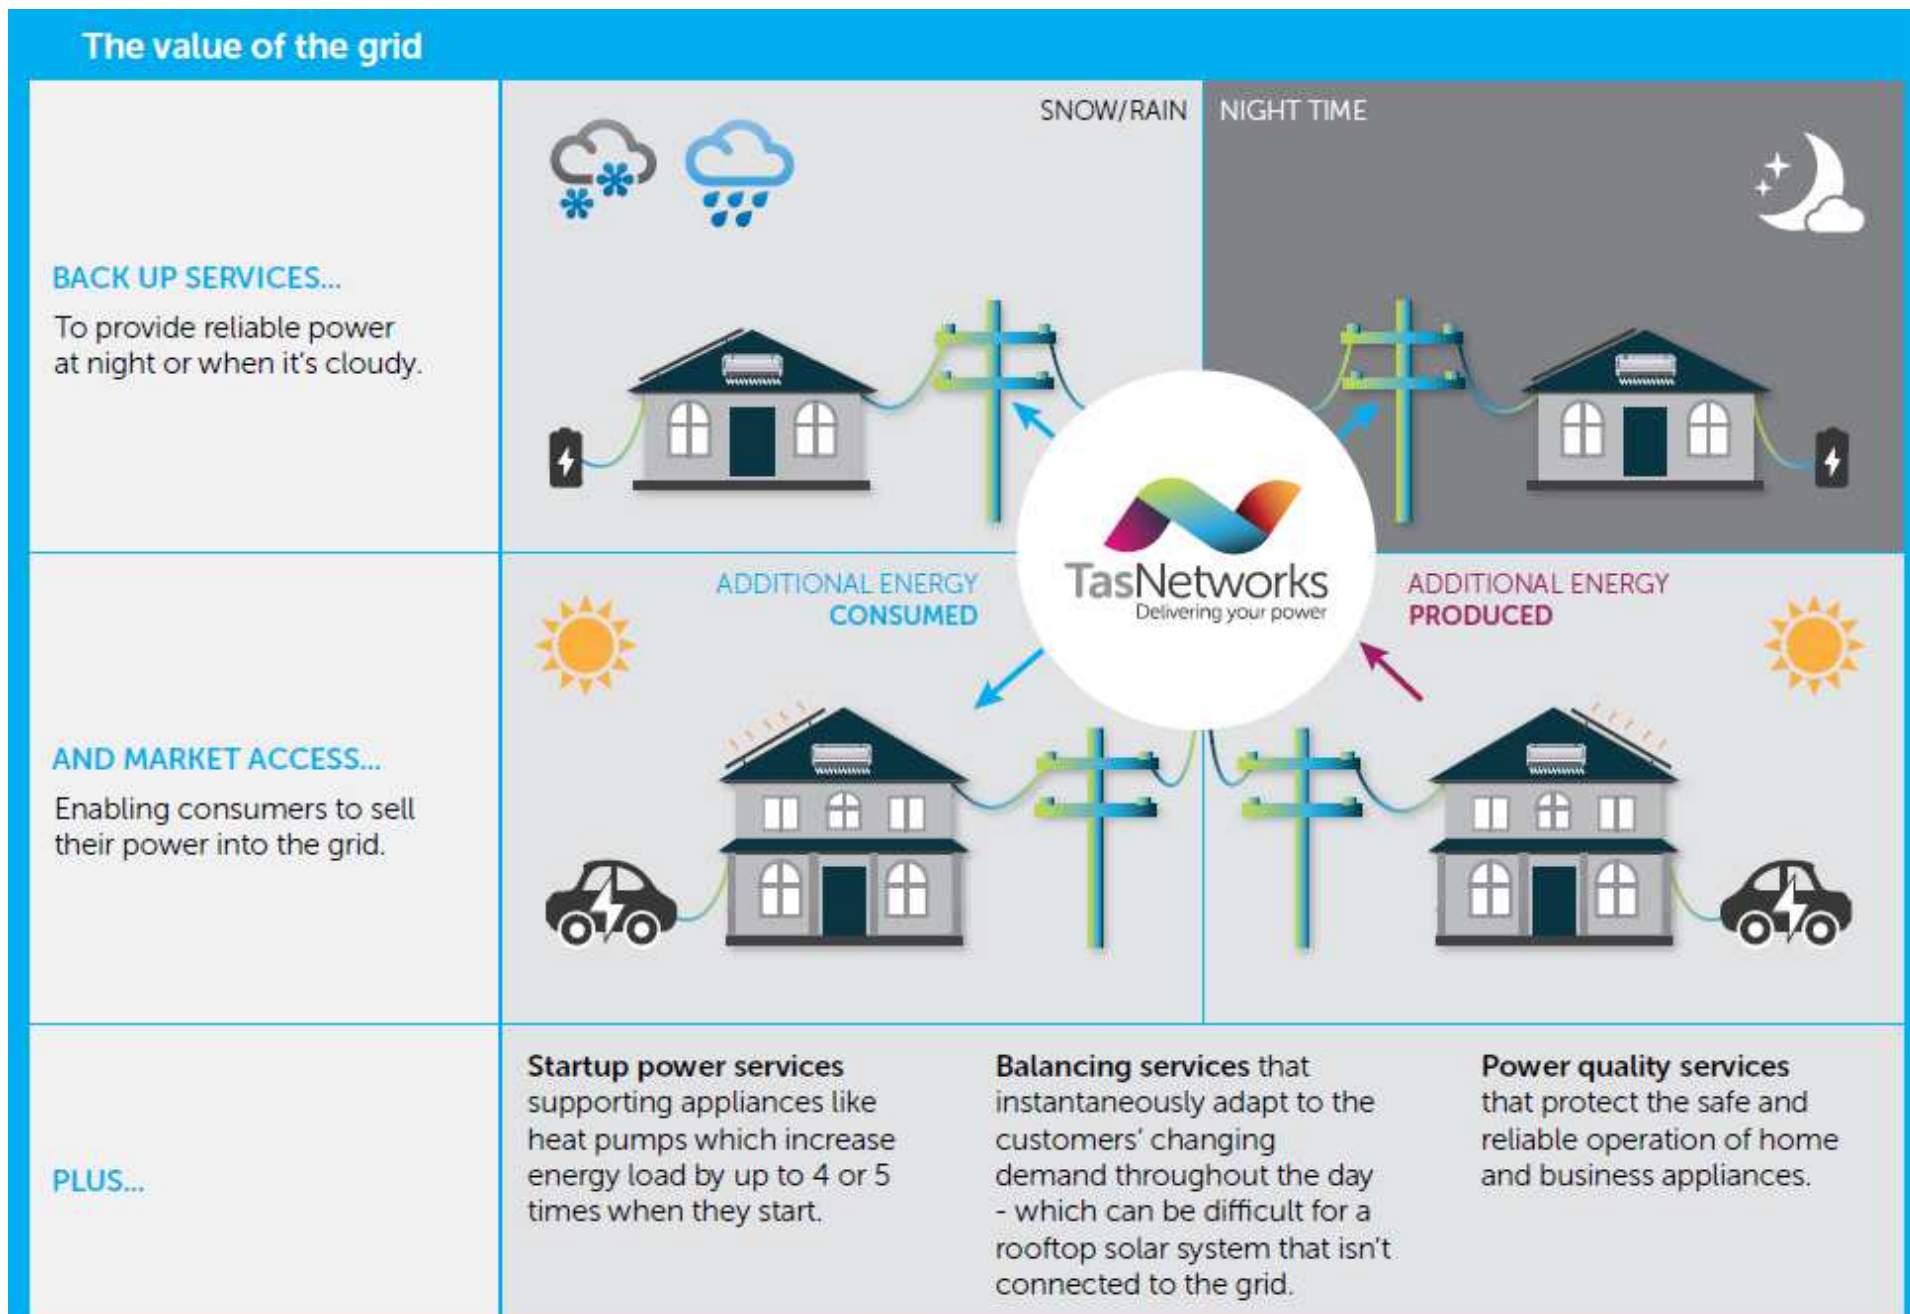 The value of the grid
SNOW/RAIN
NIGHT TIME
BACK UP SERVICES...
To provide reliable power
at night or when it's cloudy.
TasNetworks
Delivering your power
ADDITIONAL ENERGY
CONSUMED
ADDITIONAL ENERGY
PRODUCED
AND MARKET ACCESS...
Enabling consumers to sell
their power into the grid.
PLUS...
Startup power services
supporting appliances like
heat pumps which increase
energy load by up to 4 or 5
times when they start.
Balancing services that
instantaneously adapt to the
customers' changing
demand throughout the day
- which can be difficult for a
rooftop solar system that isn't
connected to the grid.
Power quality services
that protect the safe and
reliable operation of home
and business appliances.